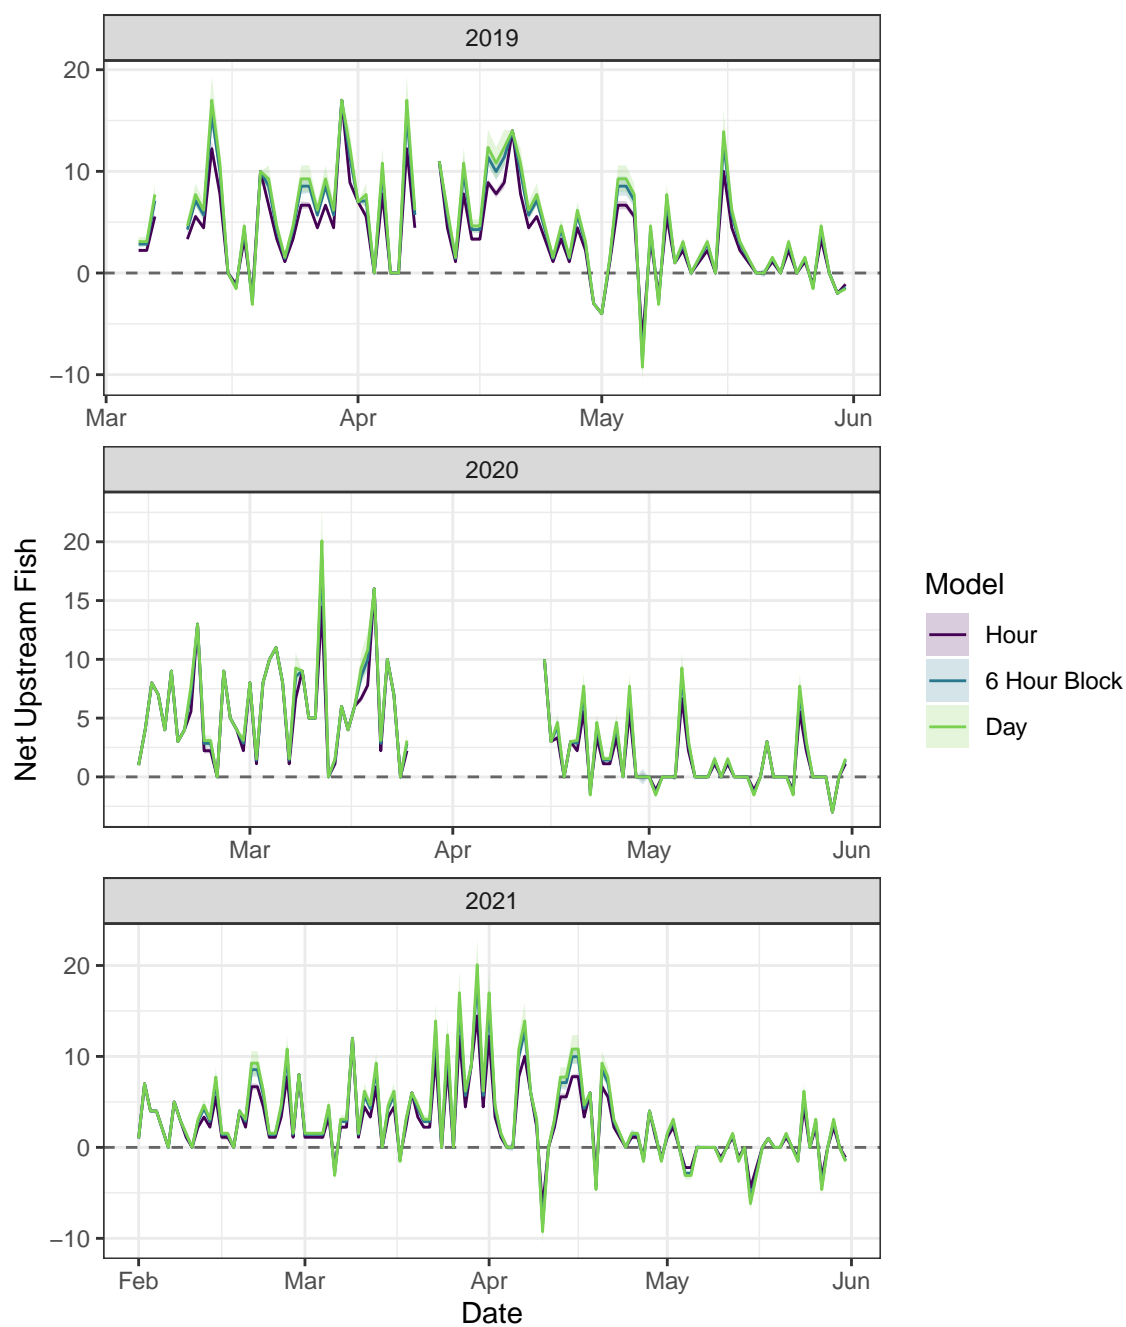 2019
20
10
0
−10
Mar Apr May Jun
2020
20
15
10
5
0
Mar Apr May Jun
2021
20
10
0
−10
Feb Mar Apr May Jun
Date
Net Upstream Fish
Model
Hour
6 Hour Block
Day